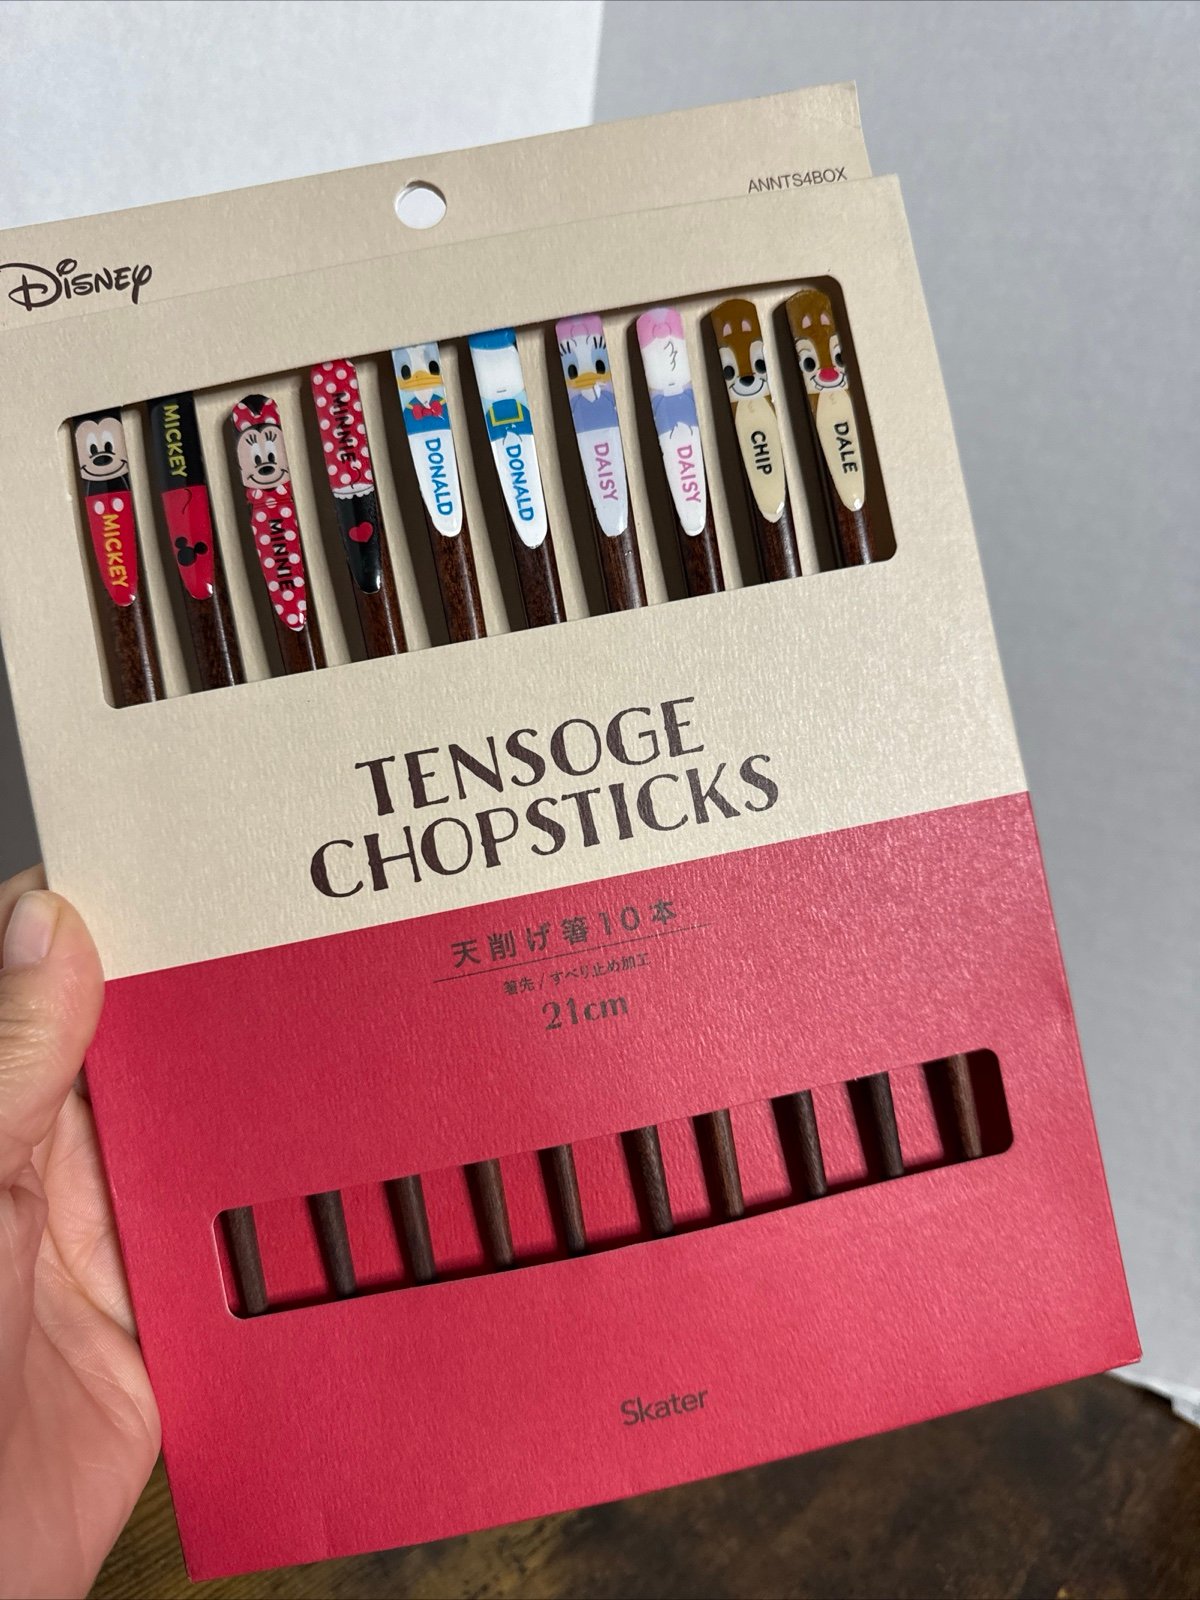 ANNTS4BOX
Disney
MICKEY
MICKEY
MINNIE
MINNIE
DONALD
DONALD
DAISY
DAISY
CHIP
DALE
TENSOGE
CHOPSTICKS
天削げ箸10本
箸先/すべり止め加工
21cm
Skater